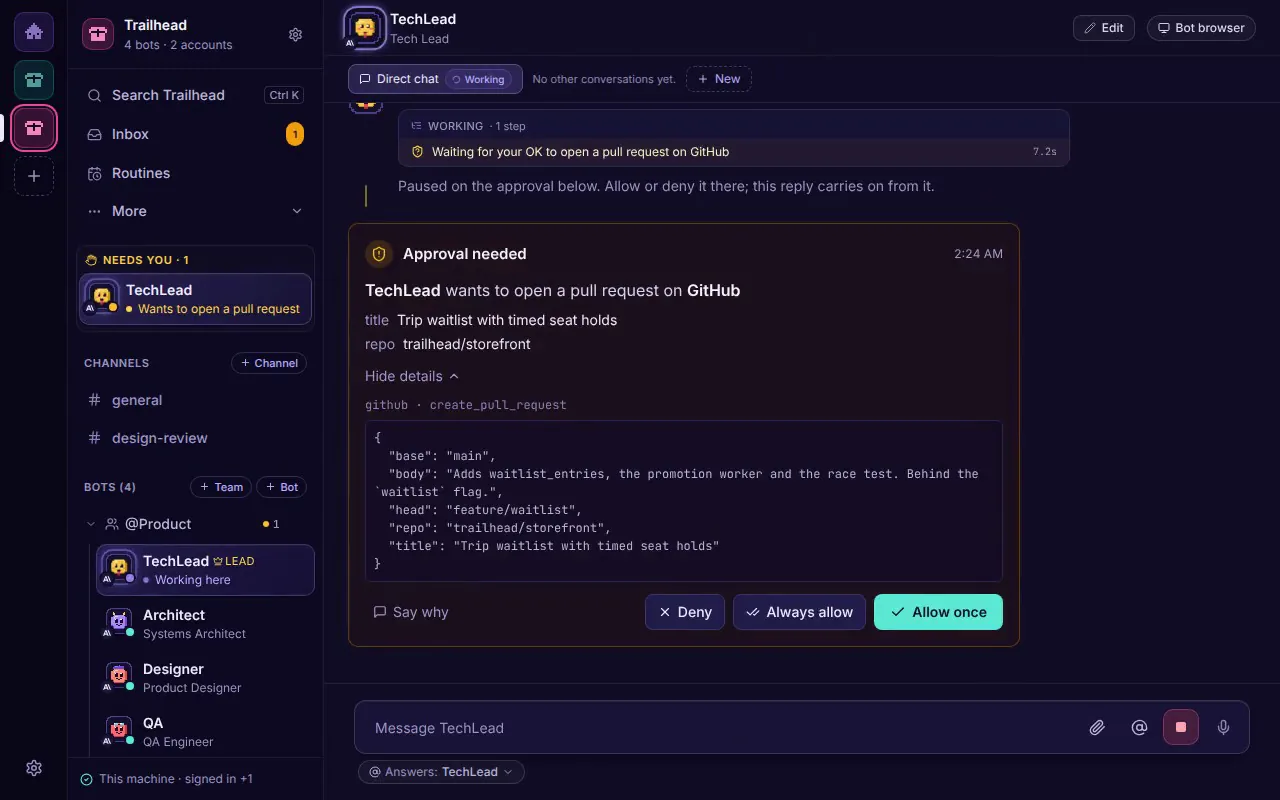 Trailhead
4 bots · 2 accounts
Search Trailhead
Ctrl K
Inbox
1
Routines
More
NEEDS YOU · 1
TechLead
Wants to open a pull request
CHANNELS
+ Channel
# general
# design-review
BOTS (4)
+ Team
+ Bot
@Product
1
TechLead LEAD
Working here
Architect
Systems Architect
Designer
Product Designer
QA
QA Engineer
This machine · signed in +1
TechLead
Tech Lead
Edit
Bot browser
Direct chat
Working
No other conversations yet.
+ New
WORKING · 1 step
Waiting for your OK to open a pull request on GitHub
7.2s
Paused on the approval below. Allow or deny it there; this reply carries on from it.
Approval needed
2:24 AM
TechLead wants to open a pull request on GitHub
title Trip waitlist with timed seat holds
repo trailhead/storefront
Hide details
github · create_pull_request
{
"base": "main",
"body": "Adds waitlist_entries, the promotion worker and the race test. Behind the
`waitlist` flag.",
"head": "feature/waitlist",
"repo": "trailhead/storefront",
"title": "Trip waitlist with timed seat holds"
}
Say why
Deny
Always allow
Allow once
Message TechLead
Answers: TechLead